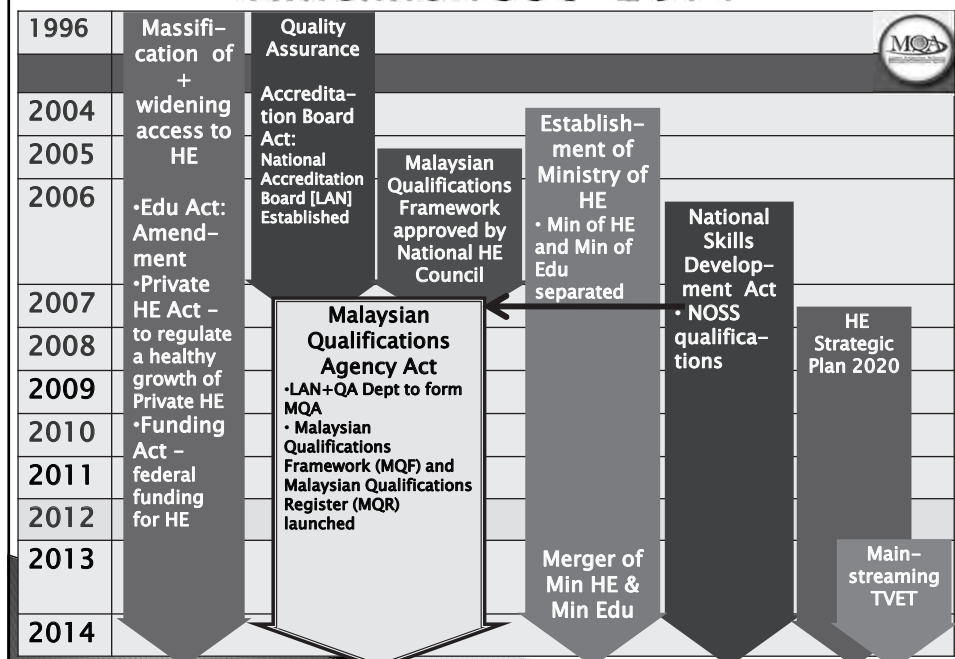 1996
2004
2005
2006
2007
2008
2009
2010
2011
2012
2013
2014
Massifi-
cation of
+
widening
access to
HE
•Edu Act:
Amend-
ment
•Private
HE Act –
to regulate
a healthy
growth of
Private HE
•Funding
Act –
federal
funding
for HE
Quality
Assurance
Accredita-
tion Board
Act:
National
Accreditation
Board [LAN]
Established
Malaysian
Qualifications
Framework
approved by
National HE
Council
Malaysian
Qualifications
Agency Act
•LAN+QA Dept to form
MQA
• Malaysian
Qualifications
Framework (MQF) and
Malaysian Qualifications
Register (MQR)
launched
Establish-
ment of
Ministry of
HE
• Min of HE
and Min of
Edu
separated
Merger of
Min HE &
Min Edu
National
Skills
Develop-
ment Act
• NOSS
qualifica-
tions
HE
Strategic
Plan 2020
Main-
streaming
TVET
MQA